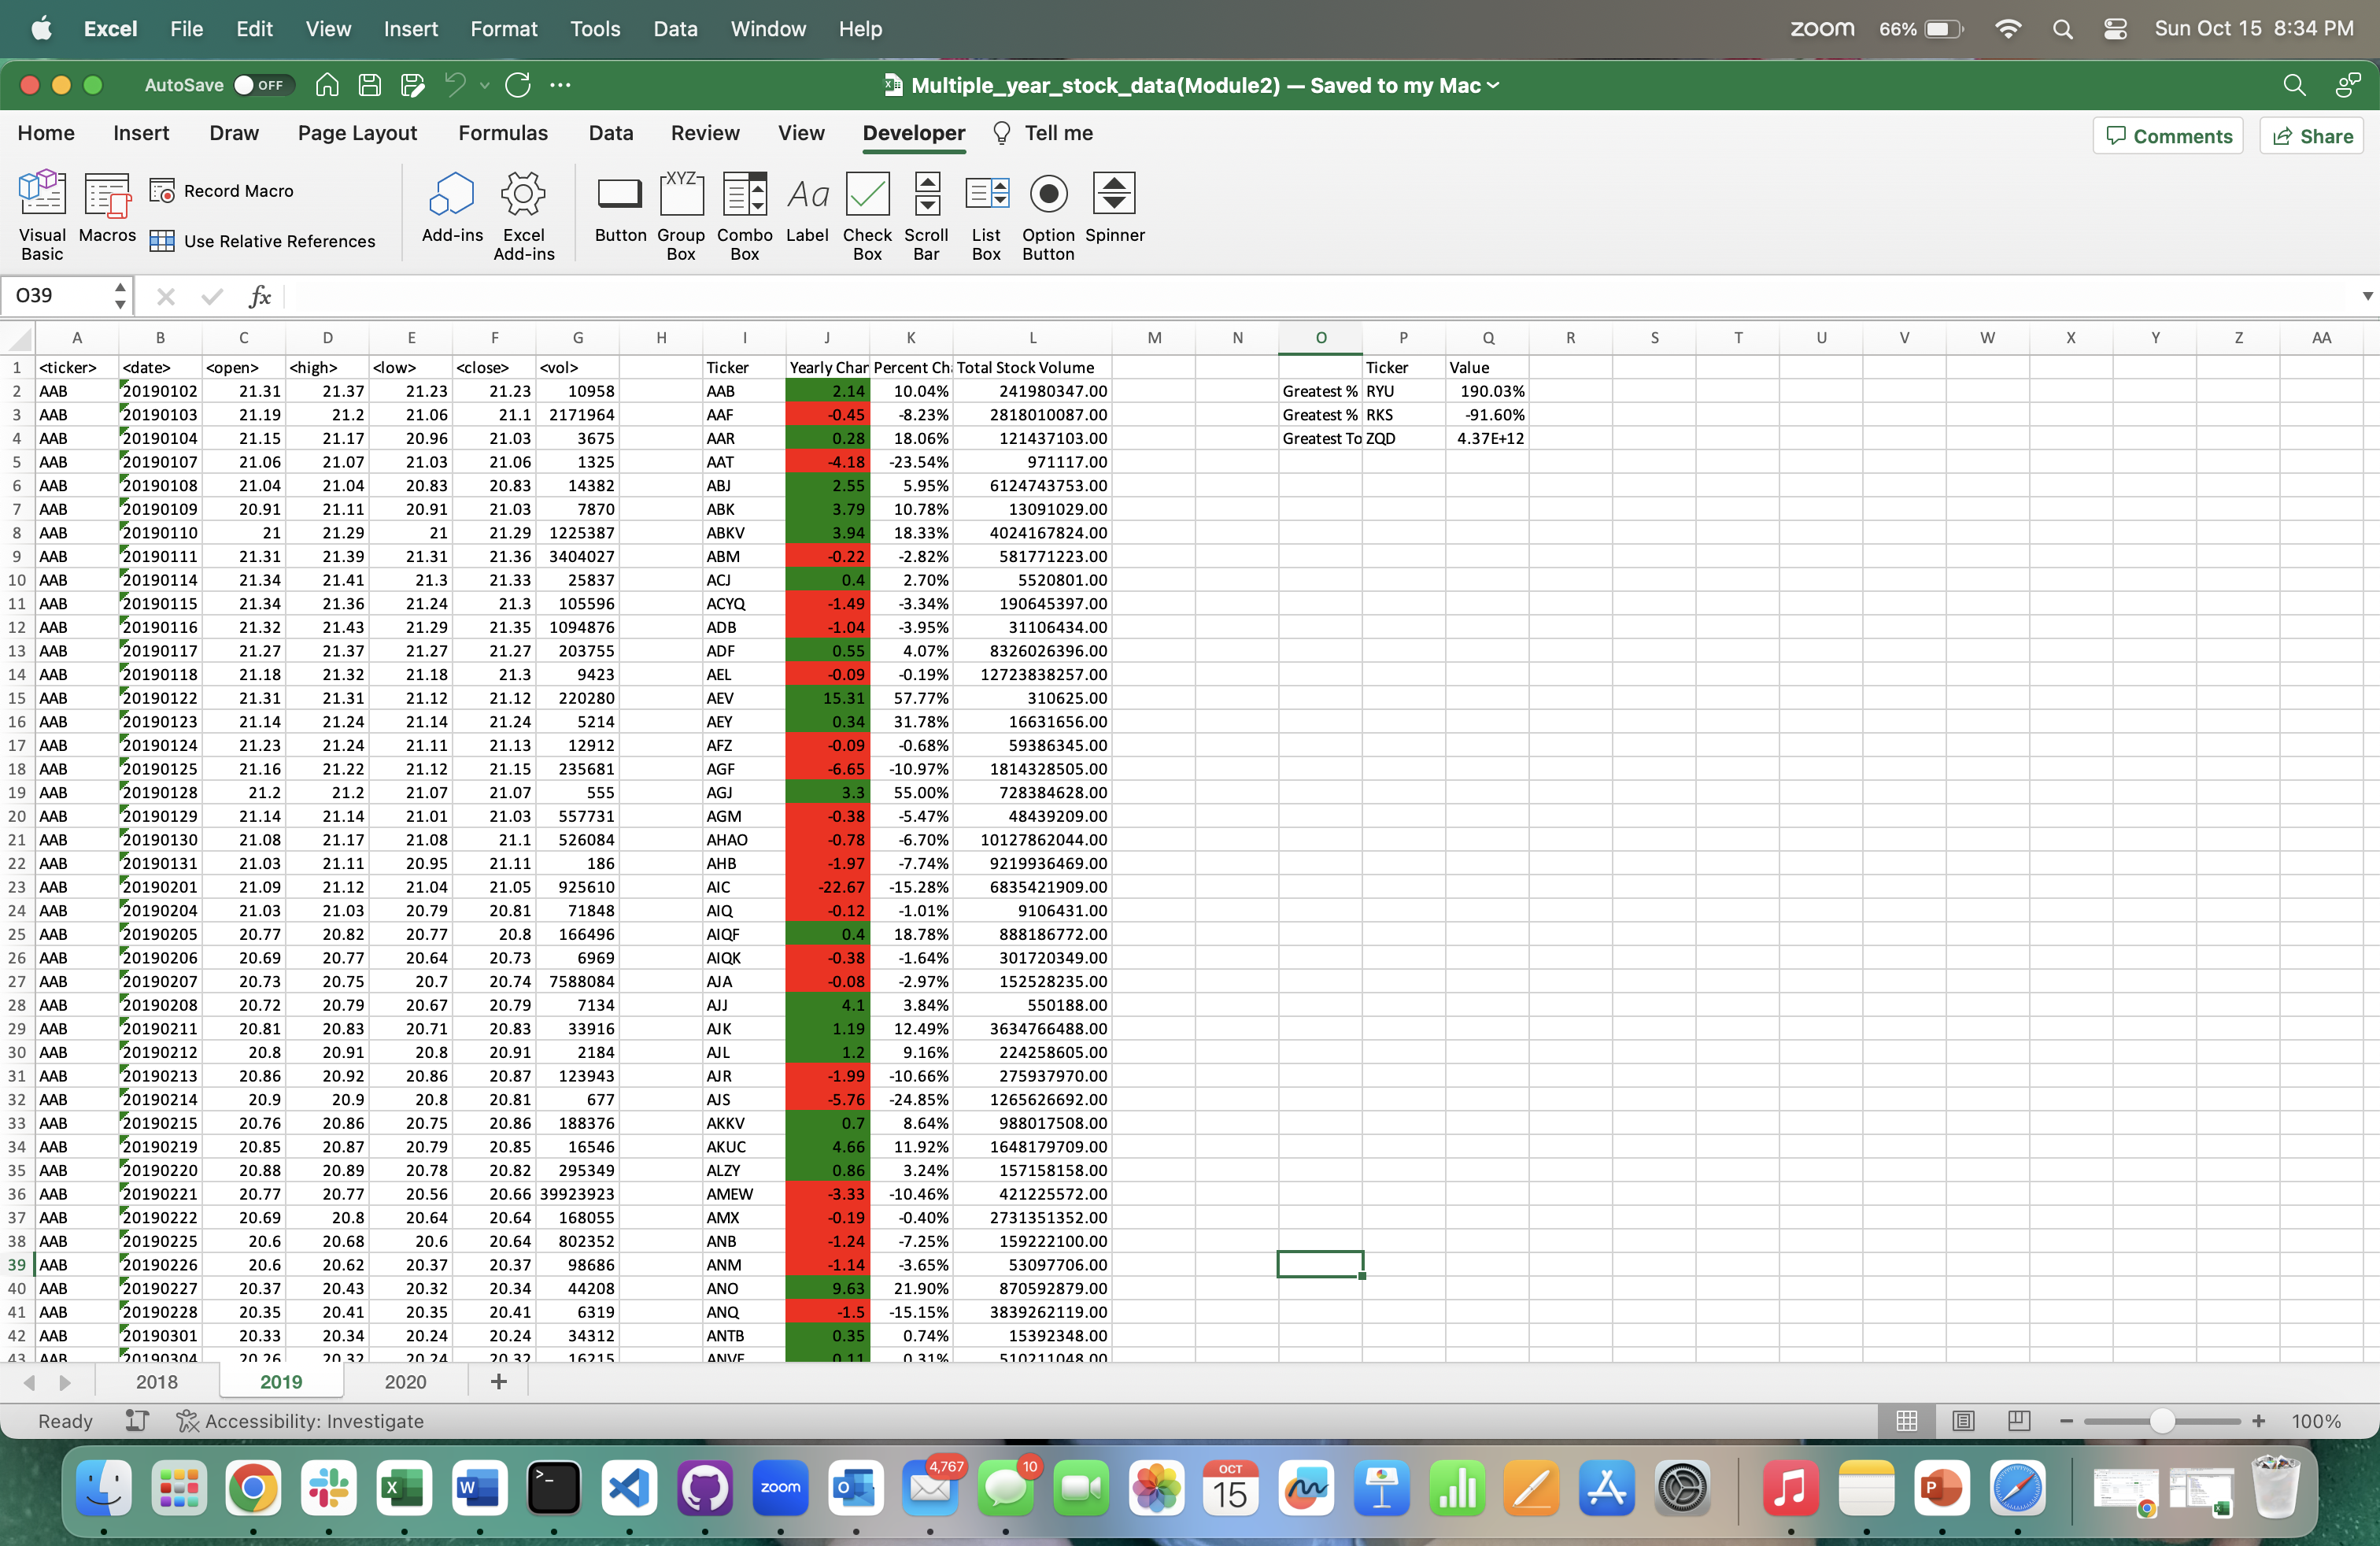 Excel File Edit View Insert Format Tools Data Window Help zoom 66% Sun Oct 15 8:34 PM
AutoSave OFF Multiple_year_stock_data(Module2) — Saved to my Mac
Home Insert Draw Page Layout Formulas Data Review View Developer Tell me Comments Share
Visual Basic Macros Record Macro Use Relative References Add-ins Excel Add-ins Button Group Box Combo Box Label Check Box Scroll Bar List Box Option Button Spinner
XYZ Aa
O39 fx
A B C D E F G H I J K L M N O P Q R S T U V W X Y Z AA
1 <ticker> <date> <open> <high> <low> <close> <vol> Ticker Yearly Char Percent Ch Total Stock Volume Ticker Value
2 AAB 20190102 21.31 21.37 21.23 21.23 10958 AAB 2.14 10.04% 241980347.00 Greatest % RYU 190.03%
3 AAB 20190103 21.19 21.2 21.06 21.1 2171964 AAF -0.45 -8.23% 2818010087.00 Greatest % RKS -91.60%
4 AAB 20190104 21.15 21.17 20.96 21.03 3675 AAR 0.28 18.06% 121437103.00 Greatest To ZQD 4.37E+12
5 AAB 20190107 21.06 21.07 21.03 21.06 1325 AAT -4.18 -23.54% 971117.00
6 AAB 20190108 21.04 21.04 20.83 20.83 14382 ABJ 2.55 5.95% 6124743753.00
7 AAB 20190109 20.91 21.11 20.91 21.03 7870 ABK 3.79 10.78% 13091029.00
8 AAB 20190110 21 21.29 21 21.29 1225387 ABKV 3.94 18.33% 4024167824.00
9 AAB 20190111 21.31 21.39 21.31 21.36 3404027 ABM -0.22 -2.82% 581771223.00
10 AAB 20190114 21.34 21.41 21.3 21.33 25837 ACJ 0.4 2.70% 5520801.00
11 AAB 20190115 21.34 21.36 21.24 21.3 105596 ACYQ -1.49 -3.34% 190645397.00
12 AAB 20190116 21.32 21.43 21.29 21.35 1094876 ADB -1.04 -3.95% 31106434.00
13 AAB 20190117 21.27 21.37 21.27 21.27 203755 ADF 0.55 4.07% 8326026396.00
14 AAB 20190118 21.18 21.32 21.18 21.3 9423 AEL -0.09 -0.19% 12723838257.00
15 AAB 20190122 21.31 21.31 21.12 21.12 220280 AEV 15.31 57.77% 310625.00
16 AAB 20190123 21.14 21.24 21.14 21.24 5214 AEY 0.34 31.78% 16631656.00
17 AAB 20190124 21.23 21.24 21.11 21.13 12912 AFZ -0.09 -0.68% 59386345.00
18 AAB 20190125 21.16 21.22 21.12 21.15 235681 AGF -6.65 -10.97% 1814328505.00
19 AAB 20190128 21.2 21.2 21.07 21.07 555 AGJ 3.3 55.00% 728384628.00
20 AAB 20190129 21.14 21.14 21.01 21.03 557731 AGM -0.38 -5.47% 48439209.00
21 AAB 20190130 21.08 21.17 21.08 21.1 526084 AHAO -0.78 -6.70% 10127862044.00
22 AAB 20190131 21.03 21.11 20.95 21.11 186 AHB -1.97 -7.74% 9219936469.00
23 AAB 20190201 21.09 21.12 21.04 21.05 925610 AIC -22.67 -15.28% 6835421909.00
24 AAB 20190204 21.03 21.03 20.79 20.81 71848 AIQ -0.12 -1.01% 9106431.00
25 AAB 20190205 20.77 20.82 20.77 20.8 166496 AIQF 0.4 18.78% 888186772.00
26 AAB 20190206 20.69 20.77 20.64 20.73 6969 AIQK -0.38 -1.64% 301720349.00
27 AAB 20190207 20.73 20.75 20.7 20.74 7588084 AJA -0.08 -2.97% 152528235.00
28 AAB 20190208 20.72 20.79 20.67 20.79 7134 AJJ 4.1 3.84% 550188.00
29 AAB 20190211 20.81 20.83 20.71 20.83 33916 AJK 1.19 12.49% 3634766488.00
30 AAB 20190212 20.8 20.91 20.8 20.91 2184 AJL 1.2 9.16% 224258605.00
31 AAB 20190213 20.86 20.92 20.86 20.87 123943 AJR -1.99 -10.66% 275937970.00
32 AAB 20190214 20.9 20.9 20.8 20.81 677 AJS -5.76 -24.85% 1265626692.00
33 AAB 20190215 20.76 20.86 20.75 20.86 188376 AKKV 0.7 8.64% 988017508.00
34 AAB 20190219 20.85 20.87 20.79 20.85 16546 AKUC 4.66 11.92% 1648179709.00
35 AAB 20190220 20.88 20.89 20.78 20.82 295349 ALZY 0.86 3.24% 157158158.00
36 AAB 20190221 20.77 20.77 20.56 20.66 39923923 AMEW -3.33 -10.46% 421225572.00
37 AAB 20190222 20.69 20.8 20.64 20.64 168055 AMX -0.19 -0.40% 2731351352.00
38 AAB 20190225 20.6 20.68 20.6 20.64 802352 ANB -1.24 -7.25% 159222100.00
39 AAB 20190226 20.6 20.62 20.37 20.37 98686 ANM -1.14 -3.65% 53097706.00
40 AAB 20190227 20.37 20.43 20.32 20.34 44208 ANO 9.63 21.90% 870592879.00
41 AAB 20190228 20.35 20.41 20.35 20.41 6319 ANQ -1.5 -15.15% 3839262119.00
42 AAB 20190301 20.33 20.34 20.24 20.24 34312 ANTB 0.35 0.74% 15392348.00
43 AAB 20190304 20.26 20.32 20.24 20.32 16215 ANVE 0.11 0.31% 510211048.00
2018 2019 2020 +
Ready Accessibility: Investigate 100%
4,767 10 OCT 15 zoom